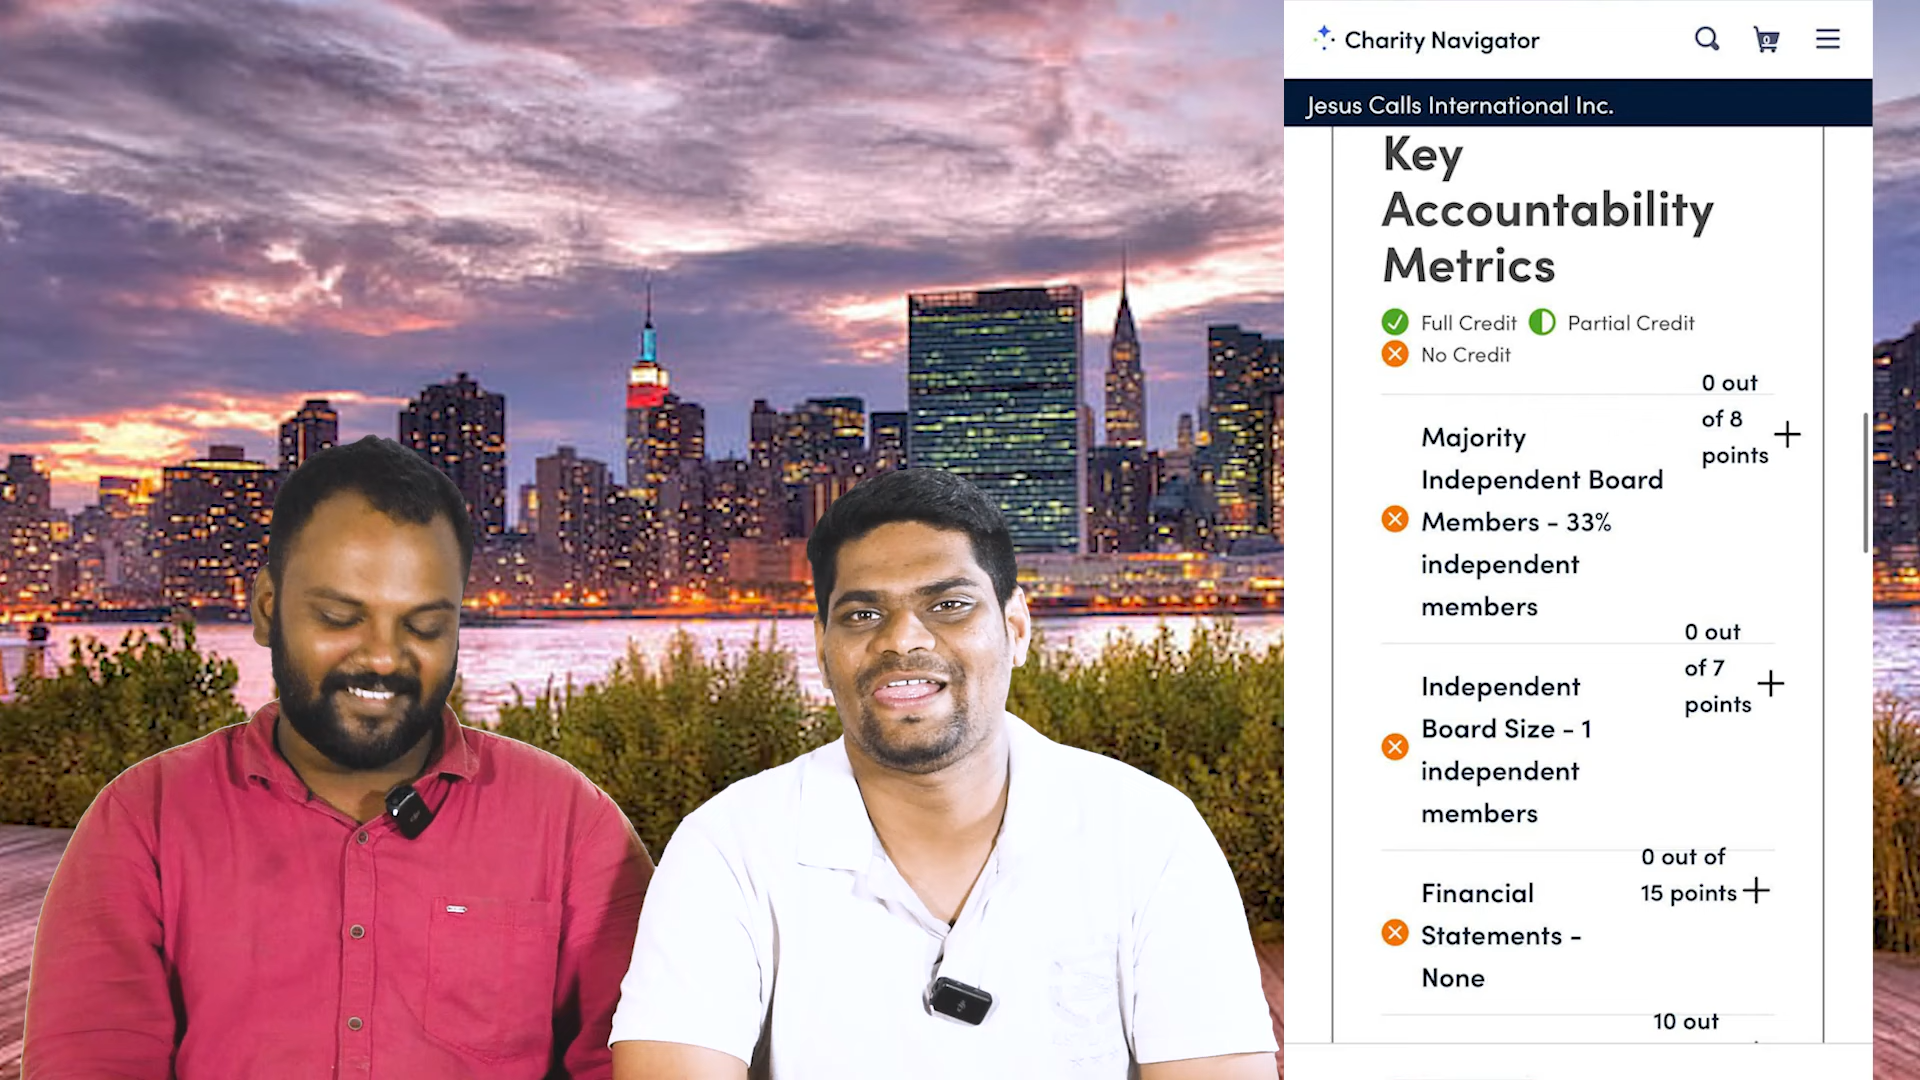 Charity Navigator
0
Jesus Calls International Inc.
Key
Accountability
Metrics
Full Credit Partial Credit
No Credit
0 out
of 8
points
Majority
Independent Board
Members - 33%
independent
members
0 out
of 7
points
Independent
Board Size - 1
independent
members
0 out of
15 points
Financial
Statements -
None
10 out